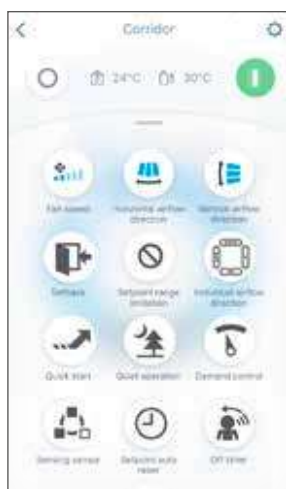 Corridor
24°C 30°C
Fan speed
Horizontal airflow
direction
Vertical airflow
direction
Setback
Setpoint range
limitation
Individual airflow
direction
Quick start
Quiet operation
Demand control
Sensing sensor
Setpoint auto
reset
Off timer